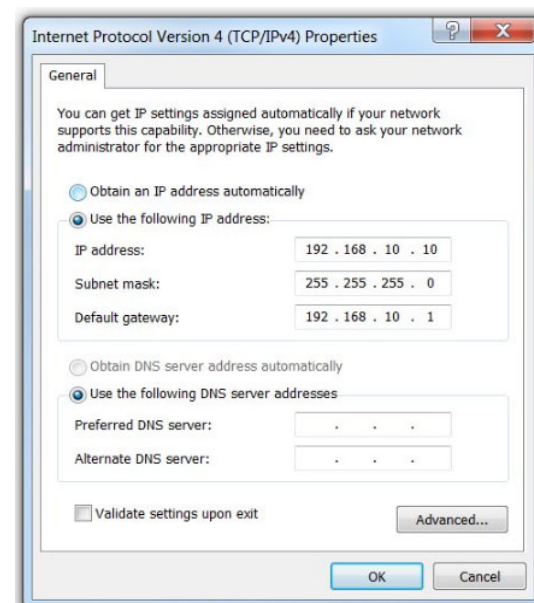 Internet Protocol Version 4 (TCP/IPv4) Properties
General
You can get IP settings assigned automatically if your network
supports this capability. Otherwise, you need to ask your network
administrator for the appropriate IP settings.
Obtain an IP address automatically
Use the following IP address:
IP address: 192 . 168 . 10 . 10
Subnet mask: 255 . 255 . 255 . 0
Default gateway: 192 . 168 . 10 . 1
Obtain DNS server address automatically
Use the following DNS server addresses
Preferred DNS server: . . .
Alternate DNS server: . . .
Validate settings upon exit
Advanced...
OK Cancel